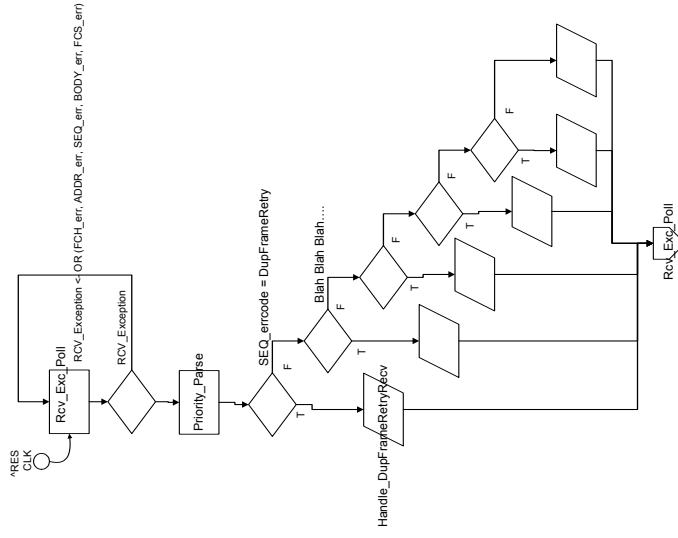 ^RES
CLK
Rcv_Exc_Poll
RCV_Exception <- OR (FCH_err, ADDR_err, SEQ_err, BODY_err, FCS_err)
RCV_Exception
Priority_Parse
SEQ_errcode = DupFrameRetry
T
F
Handle_DupFrameRetryRecv
Blah Blah Blah....
T
F
T
F
T
F
T
F
Rcv_Exc_Poll